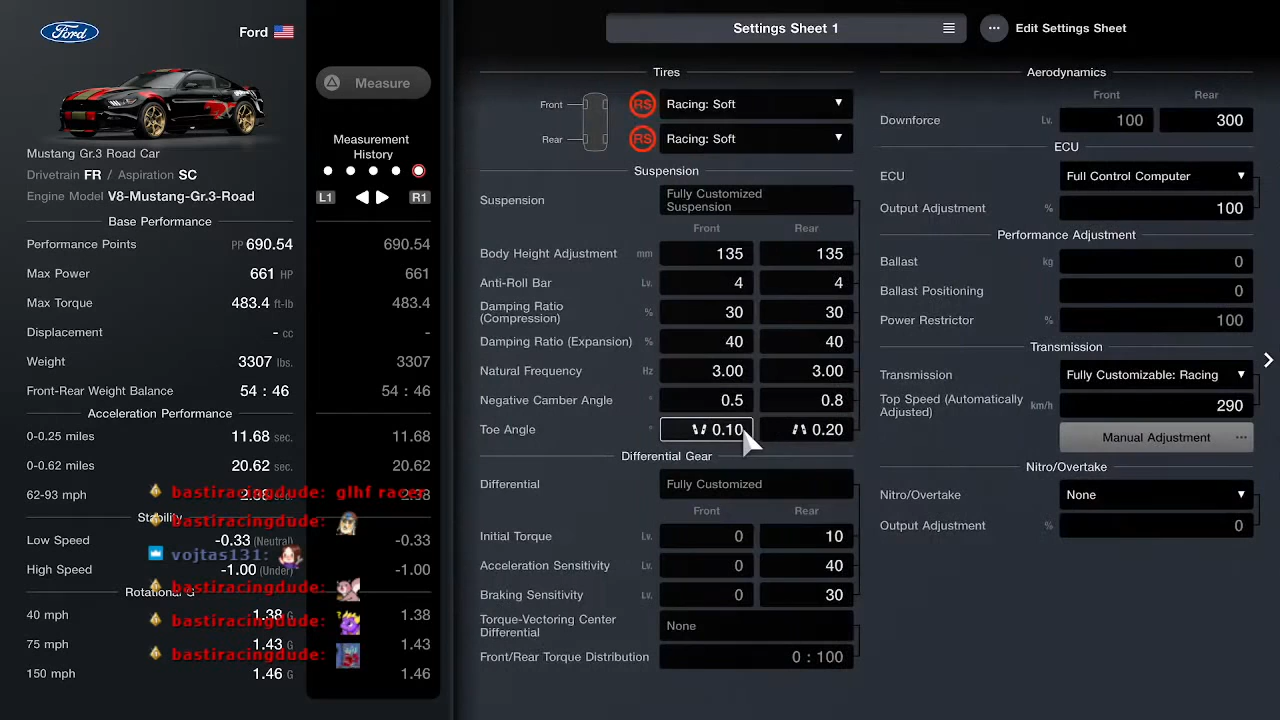 Ford
Ford
Measure
Measurement
History
L1
R1
Mustang Gr.3 Road Car
Drivetrain FR / Aspiration SC
Engine Model V8-Mustang-Gr.3-Road
Base Performance
Performance Points PP 690.54 690.54
Max Power 661 HP 661
Max Torque 483.4 ft-lb 483.4
Displacement - cc -
Weight 3307 lbs. 3307
Front-Rear Weight Balance 54 : 46 54 : 46
Acceleration Performance
0-0.25 miles 11.68 sec. 11.68
0-0.62 miles 20.62 sec. 20.62
62-93 mph 2.38
bastiracingdude: glhf racer
Stability
bastiracingdude:
Low Speed -0.33 (Neutral) -0.33
vojtas131:
High Speed -1.00 (Under) -1.00
bastiracingdude:
Rotational G
40 mph 1.38 G 1.38
bastiracingdude:
75 mph 1.43 G 1.43
bastiracingdude:
150 mph 1.46 G 1.46
Settings Sheet 1
Edit Settings Sheet
Tires
Front RS Racing: Soft
Rear RS Racing: Soft
Suspension
Suspension Fully Customized
Suspension
Front Rear
Body Height Adjustment mm 135 135
Anti-Roll Bar Lv. 4 4
Damping Ratio
(Compression) % 30 30
Damping Ratio (Expansion) % 40 40
Natural Frequency Hz 3.00 3.00
Negative Camber Angle ° 0.5 0.8
Toe Angle ° 0.10 0.20
Differential Gear
Differential Fully Customized
Front Rear
Initial Torque Lv. 0 10
Acceleration Sensitivity Lv. 0 40
Braking Sensitivity Lv. 0 30
Torque-Vectoring Center
Differential None
Front/Rear Torque Distribution 0 : 100
Aerodynamics
Front Rear
Downforce Lv. 100 300
ECU
ECU Full Control Computer
Output Adjustment % 100
Performance Adjustment
Ballast kg 0
Ballast Positioning 0
Power Restrictor % 100
Transmission
Transmission Fully Customizable: Racing
Top Speed (Automatically
Adjusted) km/h 290
Manual Adjustment
Nitro/Overtake
Nitro/Overtake None
Output Adjustment % 0